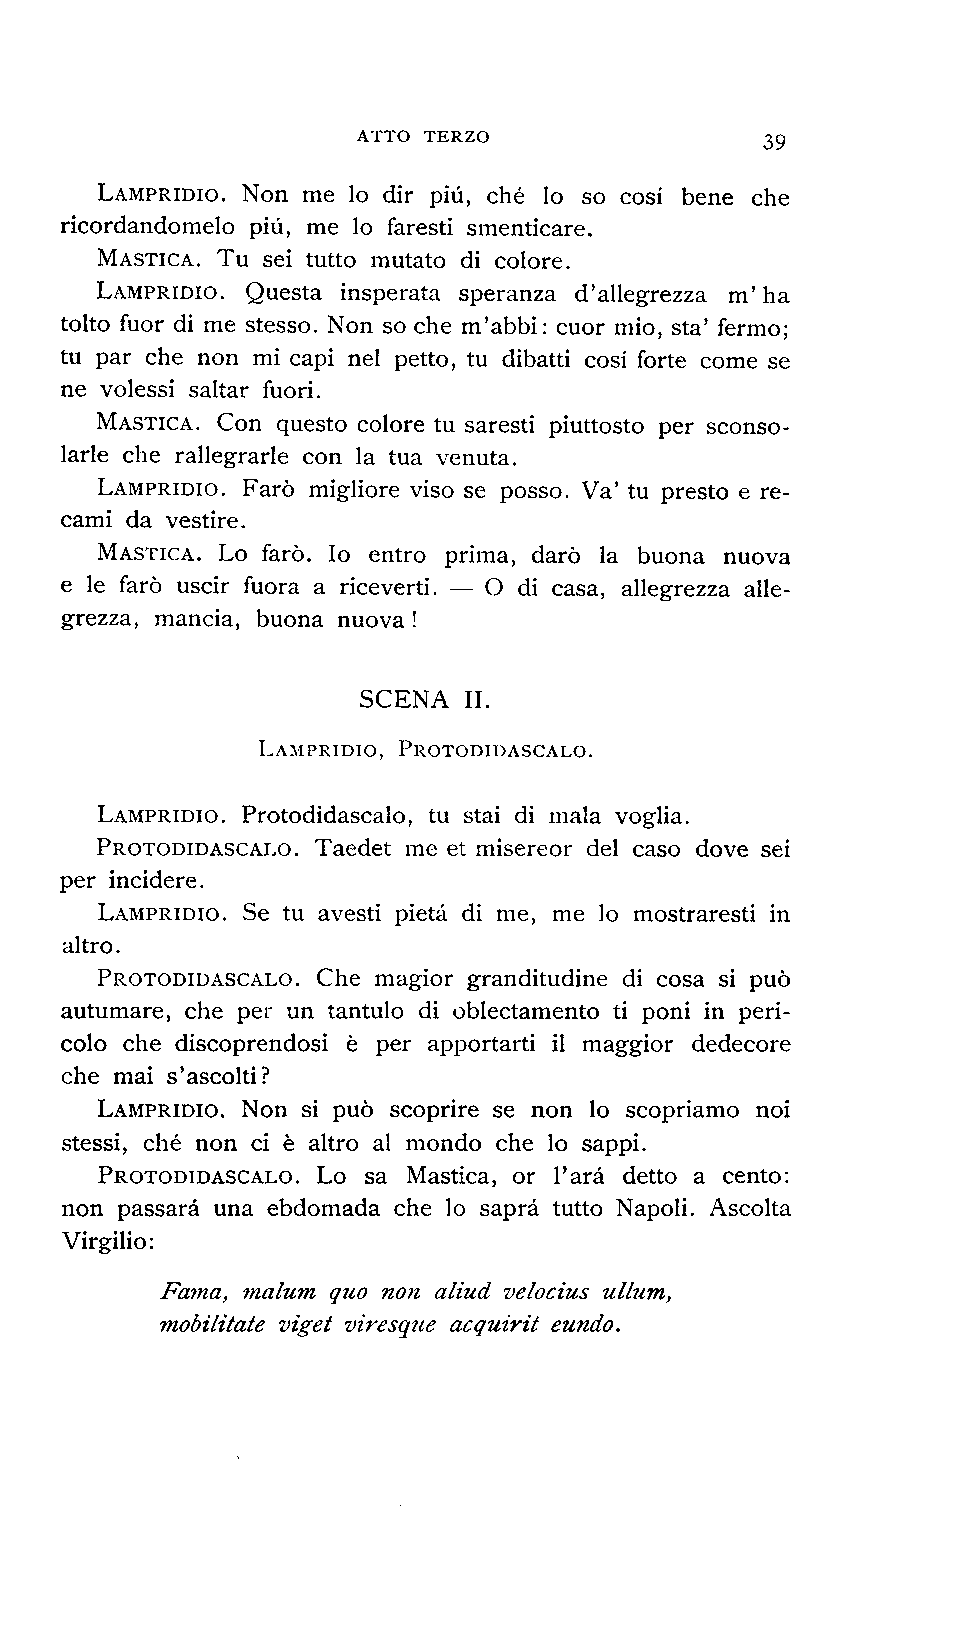 ATTO TERZO 39
LAMPRIDIO. Non me lo dir piú, ché lo so cosí bene che
ricordandomelo piú, me lo faresti smenticare.
MASTICA. Tu sei tutto mutato di colore.
LAMPRIDIO. Questa insperata speranza d'allegrezza m'ha
tolto fuor di me stesso. Non so che m'abbi: cuor mio, sta' fermo;
tu par che non mi capi nel petto, tu dibatti cosí forte come se
ne volessi saltar fuori.
MASTICA. Con questo colore tu saresti piuttosto per sconso-
larle che rallegrarle con la tua venuta.
LAMPRIDIO. Farò migliore viso se posso. Va' tu presto e re-
cami da vestire.
MASTICA. Lo farò. Io entro prima, darò la buona nuova
e le farò uscir fuora a riceverti. — O di casa, allegrezza alle-
grezza, mancia, buona nuova!
SCENA II.
LAMPRIDIO, PROTODIDASCALO.
LAMPRIDIO. Protodidascalo, tu stai di mala voglia.
PROTODIDASCALO. Taedet me et misereor del caso dove sei
per incidere.
LAMPRIDIO. Se tu avesti pietá di me, me lo mostraresti in
altro.
PROTODIDASCALO. Che magior granditudine di cosa si può
autumare, che per un tantulo di oblectamento ti poni in peri-
colo che discoprendosi è per apportarti il maggior dedecore
che mai s'ascolti?
LAMPRIDIO. Non si può scoprire se non lo scopriamo noi
stessi, ché non ci è altro al mondo che lo sappi.
PROTODIDASCALO. Lo sa Mastica, or l'ará detto a cento:
non passará una ebdomada che lo saprá tutto Napoli. Ascolta
Virgilio:
Fama, malum quo non aliud velocius ullum,
mobilitate viget viresque acquirit eundo.